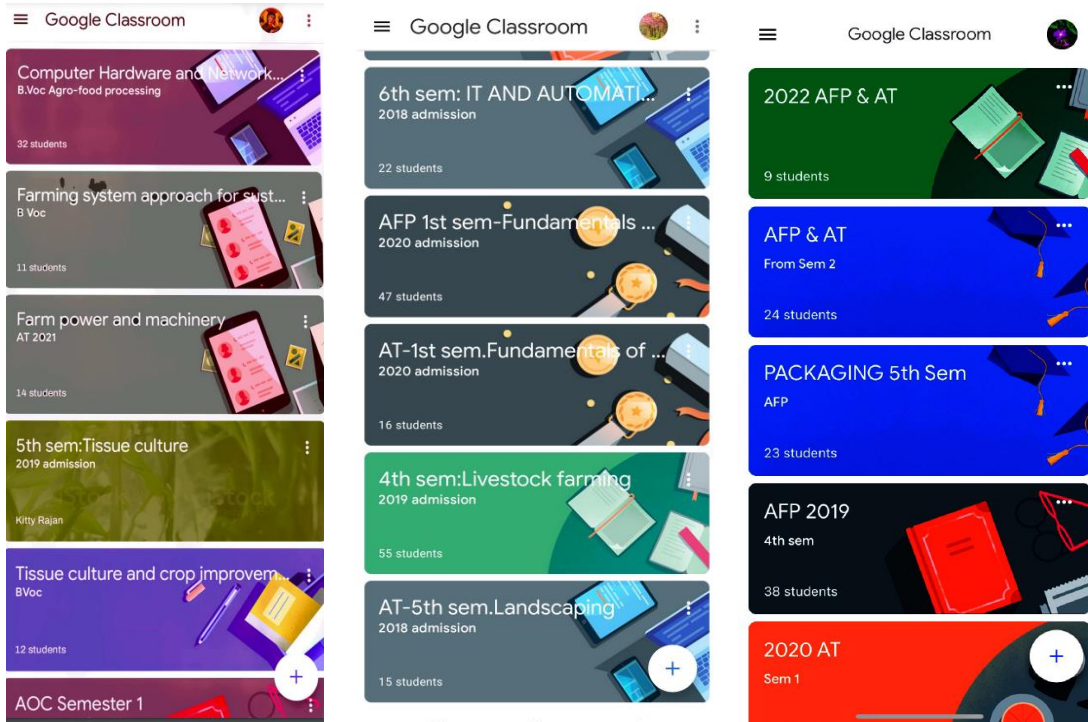 Google Classroom
Computer Hardware and Network...
B.Voc Agro-food processing
32 students
Farming system approach for sust...
B Voc
11 students
Farm power and machinery
AT 2021
14 students
5th sem:Tissue culture
2019 admission
Kitty Rajan
Tissue culture and crop improvem...
BVoc
12 students
AOC Semester 1
Google Classroom
6th sem: IT AND AUTOMATI...
2018 admission
22 students
AFP 1st sem-Fundamentals ...
2020 admission
47 students
AT-1st sem.Fundamentals of ...
2020 admission
16 students
4th sem:Livestock farming
2019 admission
55 students
AT-5th sem.Landscaping
2018 admission
15 students
Google Classroom
2022 AFP & AT
9 students
AFP & AT
From Sem 2
24 students
PACKAGING 5th Sem
AFP
23 students
AFP 2019
4th sem
38 students
2020 AT
Sem 1